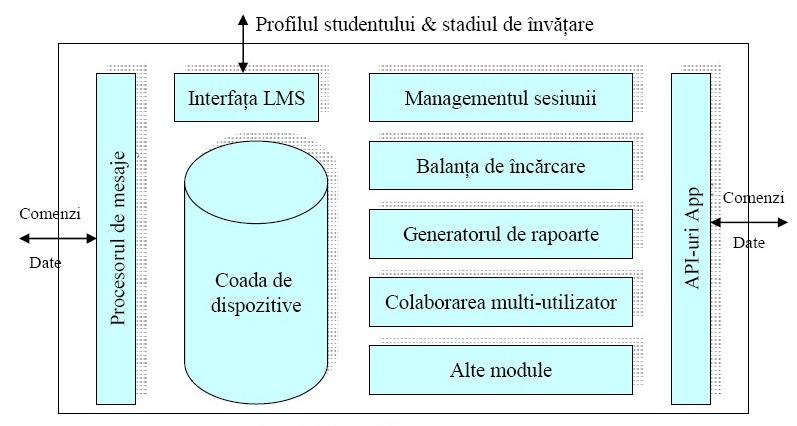 Profilul studentului & stadiul de învățare
Interfața LMS
Managementul sesiunii
Balanța de încărcare
Procesorul de mesaje
Comenzi
Date
Coada de
dispozitive
Generatorul de rapoarte
Colaborarea multi-utilizator
Alte module
API-uri App
Comenzi
Date